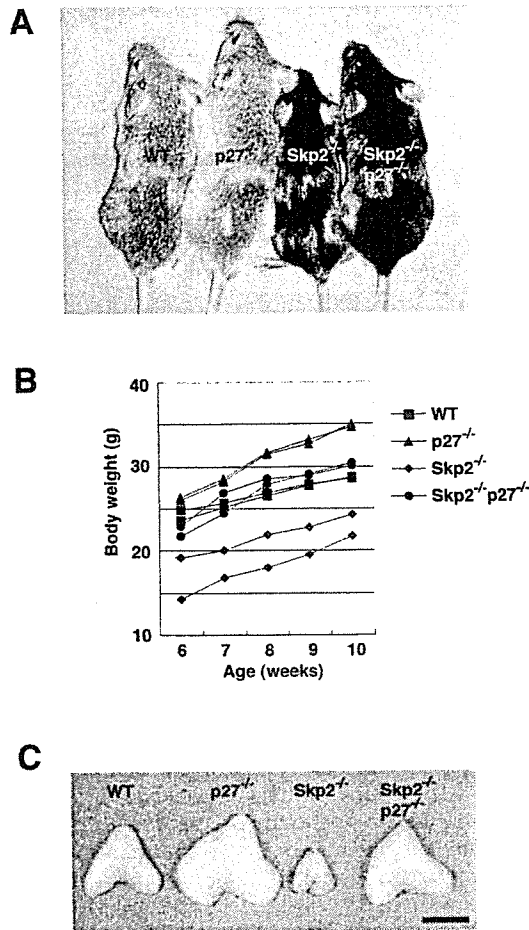 A
WT
p27-/-
Skp2-/-
Skp2-/-
p27-/-
B
40
30
20
10
Body weight (g)
6 7 8 9 10
Age (weeks)
WT
p27-/-
Skp2-/-
Skp2-/-p27-/-
C
WT
p27-/-
Skp2-/-
Skp2-/-
p27-/-